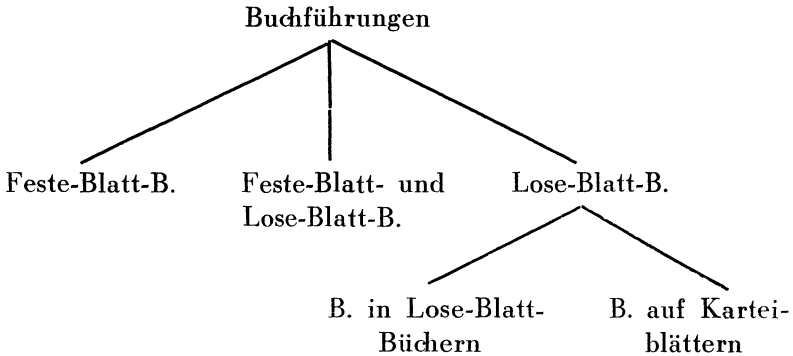 Buchführungen
Feste-Blatt-B.
Feste-Blatt- und
Lose-Blatt-B.
Lose-Blatt-B.
B. in Lose-Blatt-
Büchern
B. auf Kartei-
blättern